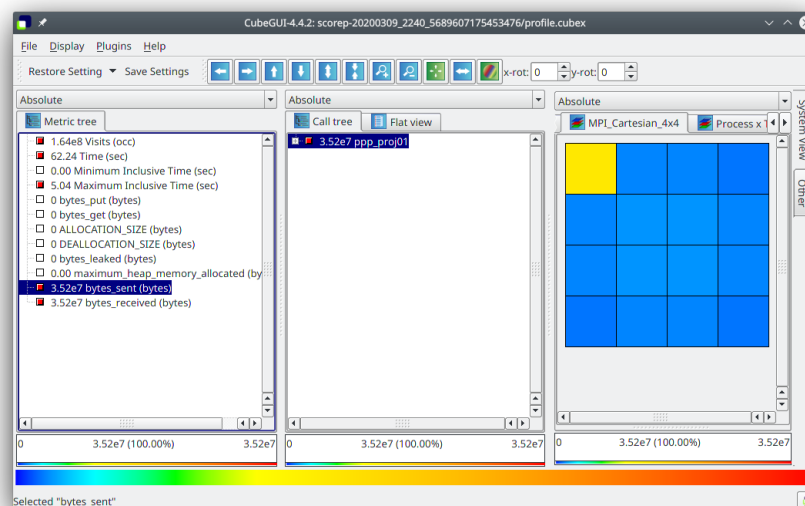 CubeGUI-4.4.2: scorep-20200309_2240_5689607175453476/profile.cubex
File Display Plugins Help
Restore Setting Save Settings x-rot: 0 y-rot: 0
Absolute Absolute Absolute
Metric tree Call tree Flat view MPI_Cartesian_4x4 Process x T
1.64e8 Visits (occ)
62.24 Time (sec)
0.00 Minimum Inclusive Time (sec)
5.04 Maximum Inclusive Time (sec)
0 bytes_put (bytes)
0 bytes_get (bytes)
0 ALLOCATION_SIZE (bytes)
0 DEALLOCATION_SIZE (bytes)
0 bytes_leaked (bytes)
0.00 maximum_heap_memory_allocated (by
3.52e7 bytes_sent (bytes)
3.52e7 bytes_received (bytes)
3.52e7 ppp_proj01
System View
Other
0 3.52e7 (100.00%) 3.52e7
0 3.52e7 (100.00%) 3.52e7
0 3.52e7 (100.00%) 3.52e7
Selected "bytes_sent"